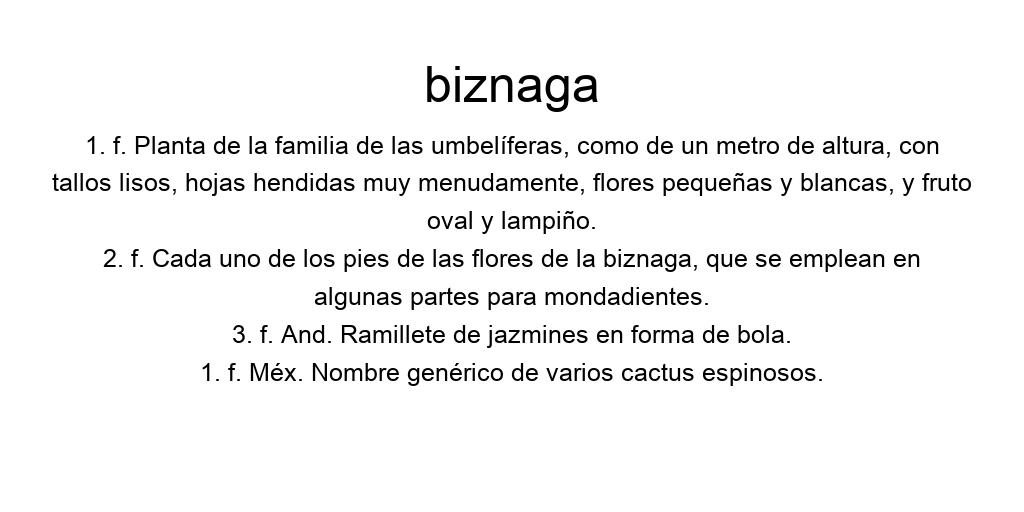 biznaga
1. f. Planta de la familia de las umbelíferas, como de un metro de altura, con
tallos lisos, hojas hendidas muy menudamente, flores pequeñas y blancas, y fruto
oval y lampiño.
2. f. Cada uno de los pies de las flores de la biznaga, que se emplean en
algunas partes para mondadientes.
3. f. And. Ramillete de jazmines en forma de bola.
1. f. Méx. Nombre genérico de varios cactus espinosos.